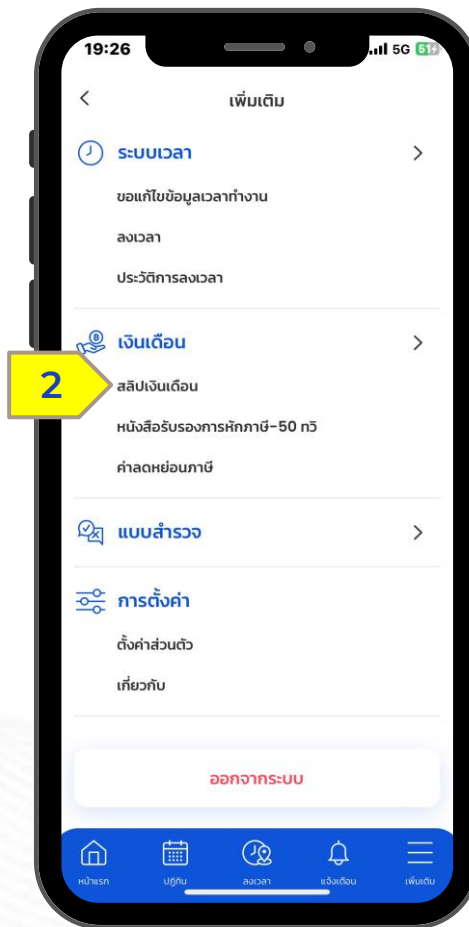 19:26
5G 51
เพิ่มเติม
ระบบเวลา
ขอแก้ไขข้อมูลเวลาทำงาน
ลงเวลา
ประวัติการลงเวลา
เงินเดือน
2
สลิปเงินเดือน
หนังสือรับรองการหักภาษี-50 ทวิ
ค่าลดหย่อนภาษี
แบบสำรวจ
การตั้งค่า
ตั้งค่าส่วนตัว
เกี่ยวกับ
ออกจากระบบ
หน้าแรก
ปฏิทิน
ลงเวลา
แจ้งเตือน
เพิ่มเติม